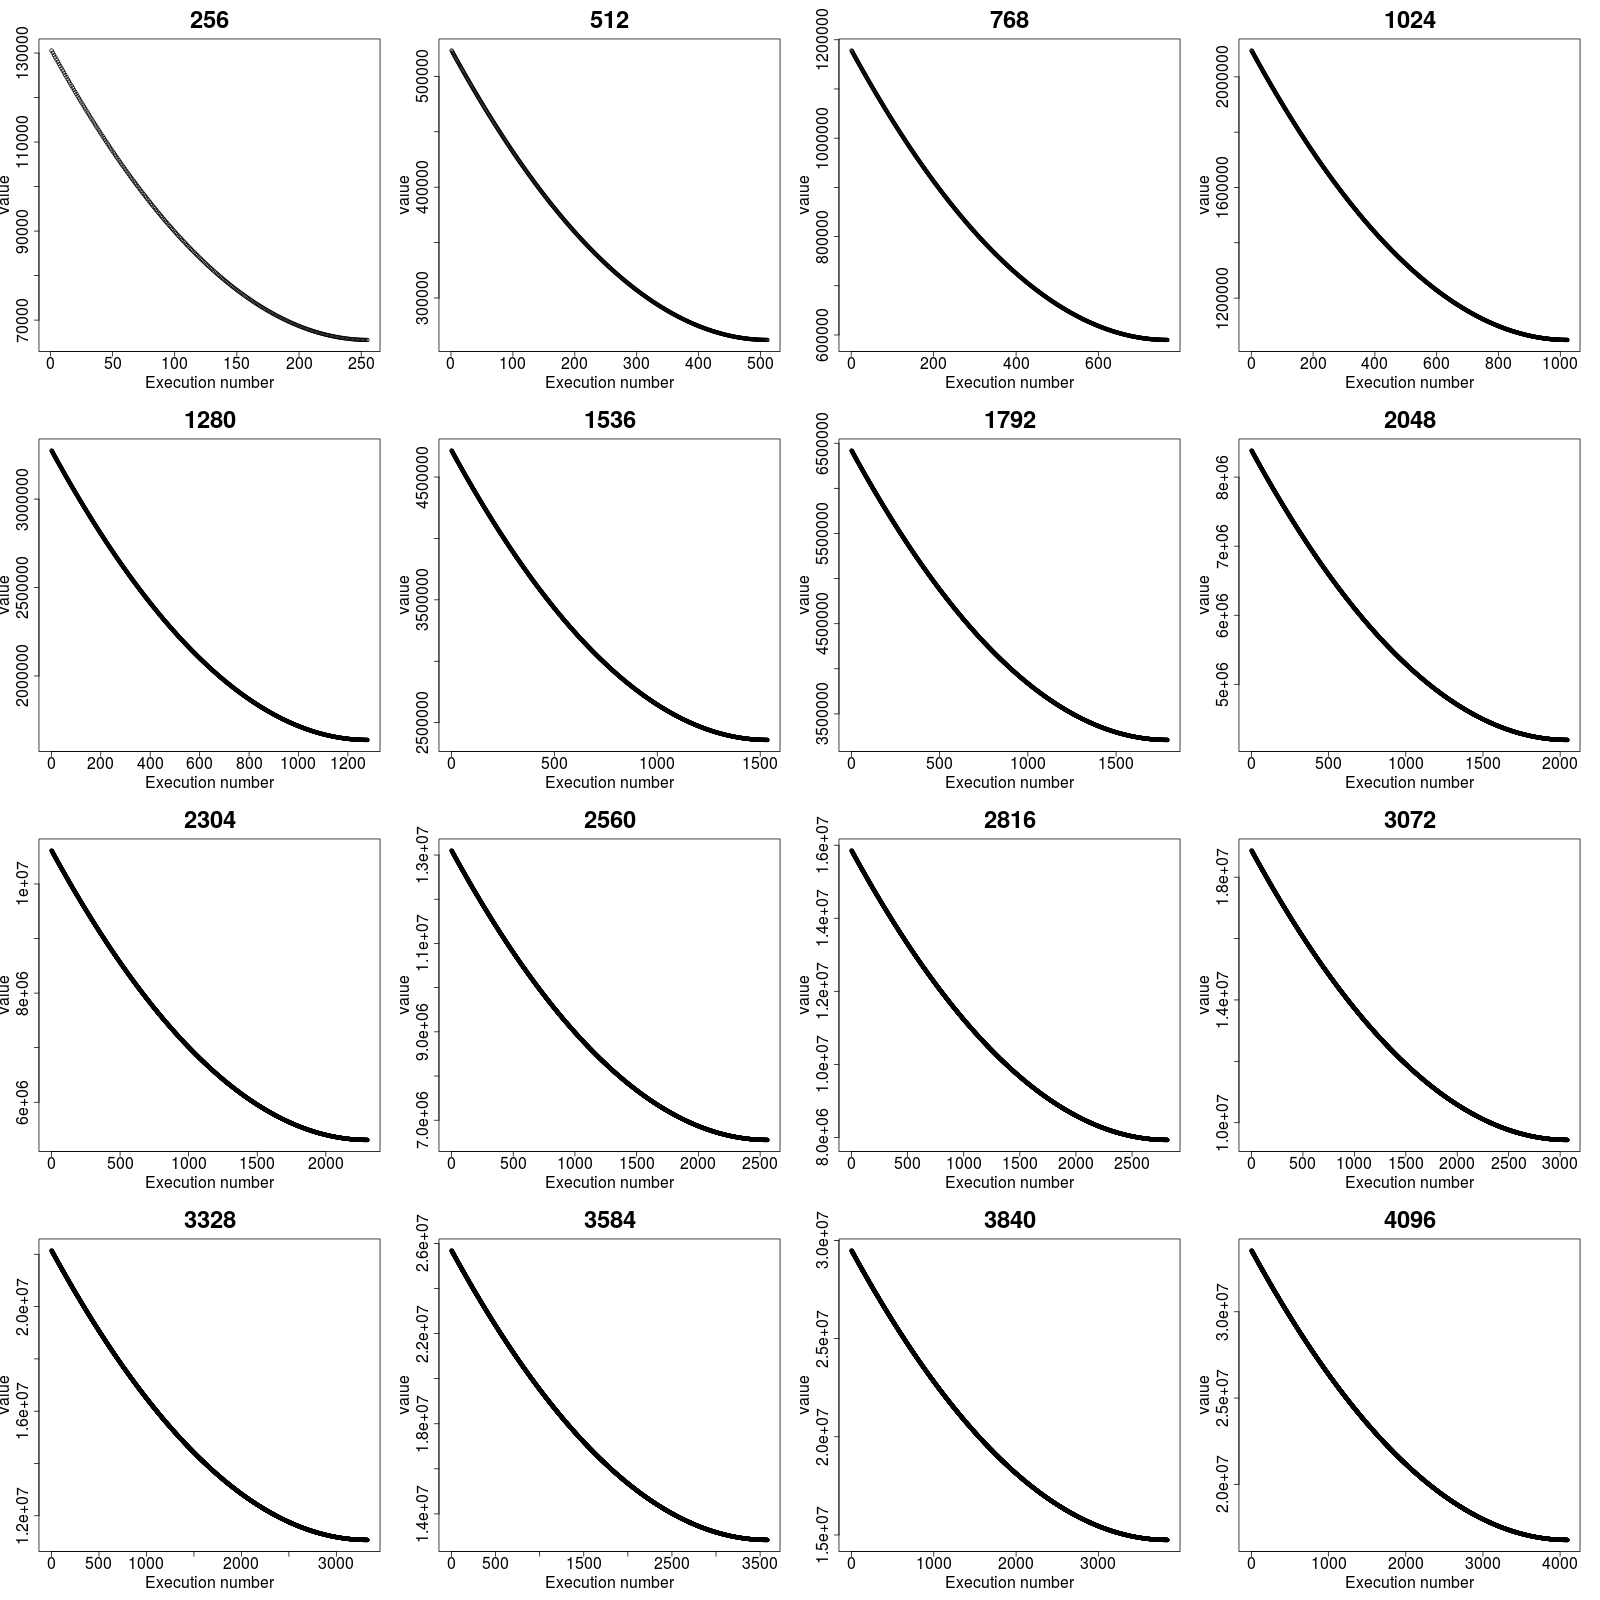 256
130000
110000
90000
70000
value
0 50 100 150 200 250
Execution number
512
500000
400000
300000
value
0 100 200 300 400 500
Execution number
768
1200000
1000000
800000
600000
value
0 200 400 600
Execution number
1024
2000000
1600000
1200000
value
0 200 400 600 800 1000
Execution number
1280
3000000
2500000
2000000
value
0 200 400 600 800 1000 1200
Execution number
1536
4500000
3500000
2500000
value
0 500 1000 1500
Execution number
1792
6500000
5500000
4500000
3500000
value
0 500 1000 1500
Execution number
2048
8e+06
7e+06
6e+06
5e+06
value
0 500 1000 1500 2000
Execution number
2304
1e+07
8e+06
6e+06
value
0 500 1000 1500 2000
Execution number
2560
1.3e+07
1.1e+07
9.0e+06
7.0e+06
value
0 500 1000 1500 2000 2500
Execution number
2816
1.6e+07
1.4e+07
1.2e+07
1.0e+07
8.0e+06
value
0 500 1000 1500 2000 2500
Execution number
3072
1.8e+07
1.4e+07
1.0e+07
value
0 500 1000 1500 2000 2500 3000
Execution number
3328
2.0e+07
1.6e+07
1.2e+07
value
0 500 1000 2000 3000
Execution number
3584
2.6e+07
2.2e+07
1.8e+07
1.4e+07
value
0 500 1500 2500 3500
Execution number
3840
3.0e+07
2.5e+07
2.0e+07
1.5e+07
value
0 1000 2000 3000
Execution number
4096
3.0e+07
2.5e+07
2.0e+07
value
0 1000 2000 3000 4000
Execution number